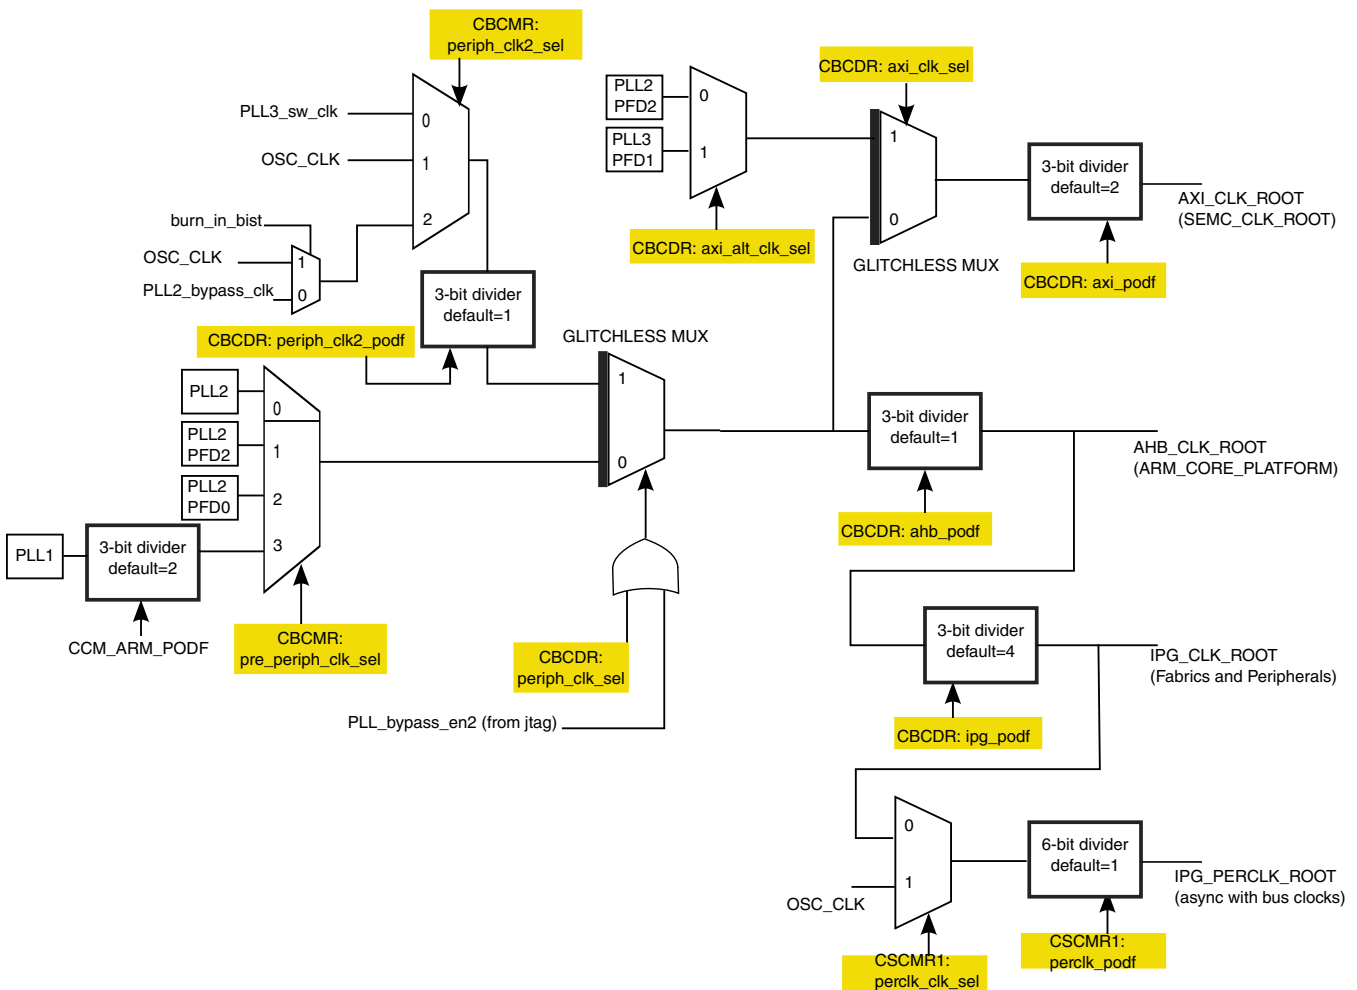 CBCMR:
periph_clk2_sel
PLL3_sw_clk
0
OSC_CLK
1
2
burn_in_bist
OSC_CLK
1
PLL2_bypass_clk
0
3-bit divider
default=1
CBCDR: periph_clk2_podf
PLL2
PFD2
0
PLL3
PFD1
1
CBCDR: axi_alt_clk_sel
CBCDR: axi_clk_sel
1
0
GLITCHLESS MUX
3-bit divider
default=2
AXI_CLK_ROOT
(SEMC_CLK_ROOT)
CBCDR: axi_podf
GLITCHLESS MUX
1
0
PLL2
0
PLL2
PFD2
1
PLL2
PFD0
2
PLL1
3-bit divider
default=2
3
CCM_ARM_PODF
CBCMR:
pre_periph_clk_sel
CBCDR:
periph_clk_sel
PLL_bypass_en2 (from jtag)
3-bit divider
default=1
AHB_CLK_ROOT
(ARM_CORE_PLATFORM)
CBCDR: ahb_podf
3-bit divider
default=4
IPG_CLK_ROOT
(Fabrics and Peripherals)
CBCDR: ipg_podf
0
1
OSC_CLK
6-bit divider
default=1
IPG_PERCLK_ROOT
(async with bus clocks)
CSCMR1:
perclk_clk_sel
CSCMR1:
perclk_podf